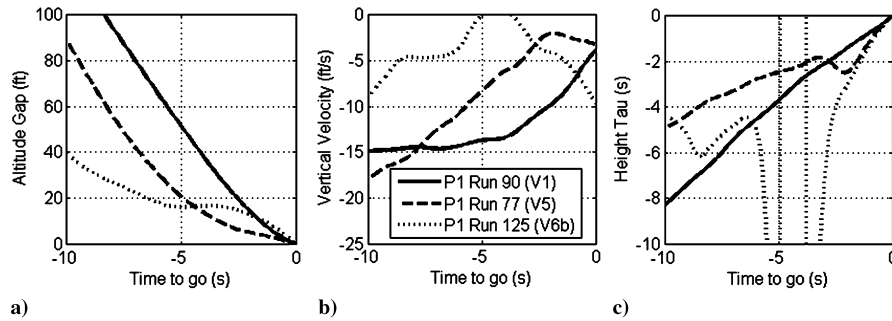 100
80
60
40
20
0
Altitude Gap (ft)
-10
-5
0
Time to go (s)
a)
0
-5
-10
-15
-20
-25
Vertical Velocity (ft/s)
P1 Run 90 (V1)
P1 Run 77 (V5)
P1 Run 125 (V6b)
-10
-5
0
Time to go (s)
b)
0
-2
-4
-6
-8
-10
Height Tau (s)
-10
-5
0
Time to go (s)
c)